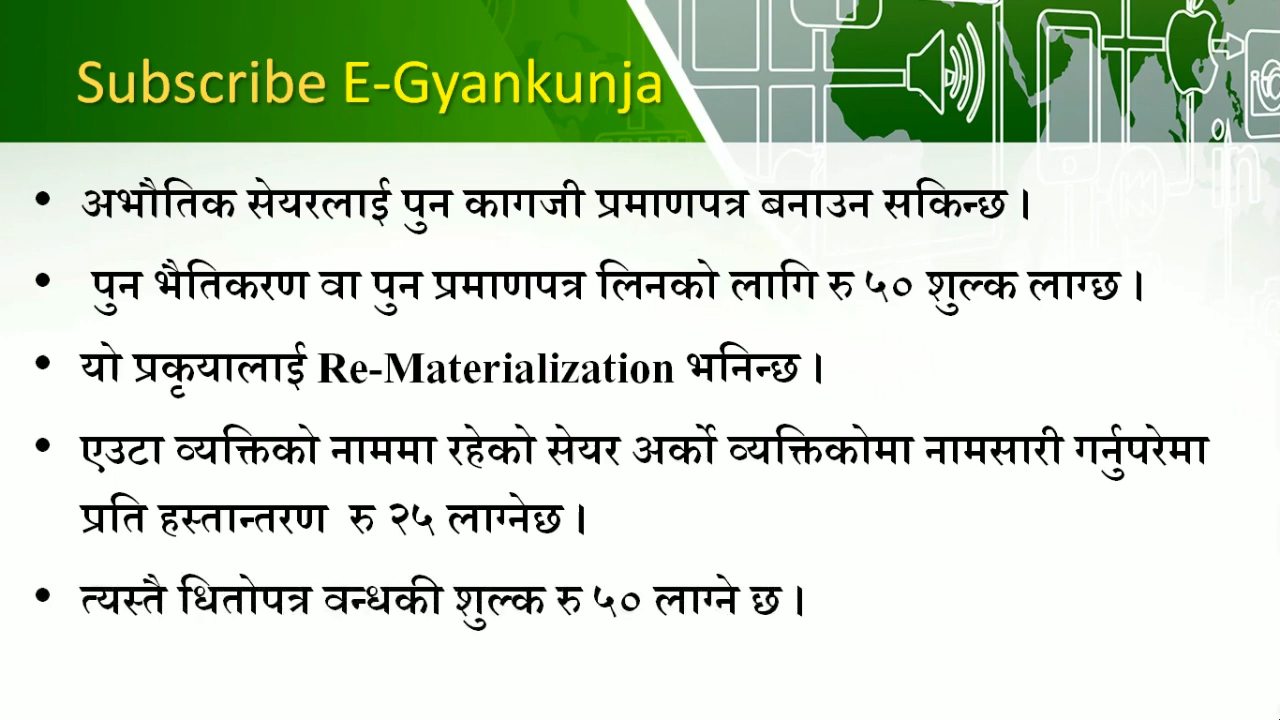 Subscribe E-Gyankunja
• अभौतिक सेयरलाई पुन कागजी प्रमाणपत्र बनाउन सकिन्छ ।
• पुन भैतिकरण वा पुन प्रमाणपत्र लिनको लागि रु ५० शुल्क लाग्छ ।
• यो प्रकृयालाई Re-Materialization भनिन्छ ।
• एउटा व्यक्तिको नाममा रहेको सेयर अर्को व्यक्तिकोमा नामसारी गर्नुपरेमा
प्रति हस्तान्तरण रु २५ लाग्नेछ ।
• त्यस्तै धितोपत्र वन्धकी शुल्क रु ५० लाग्ने छ ।
in